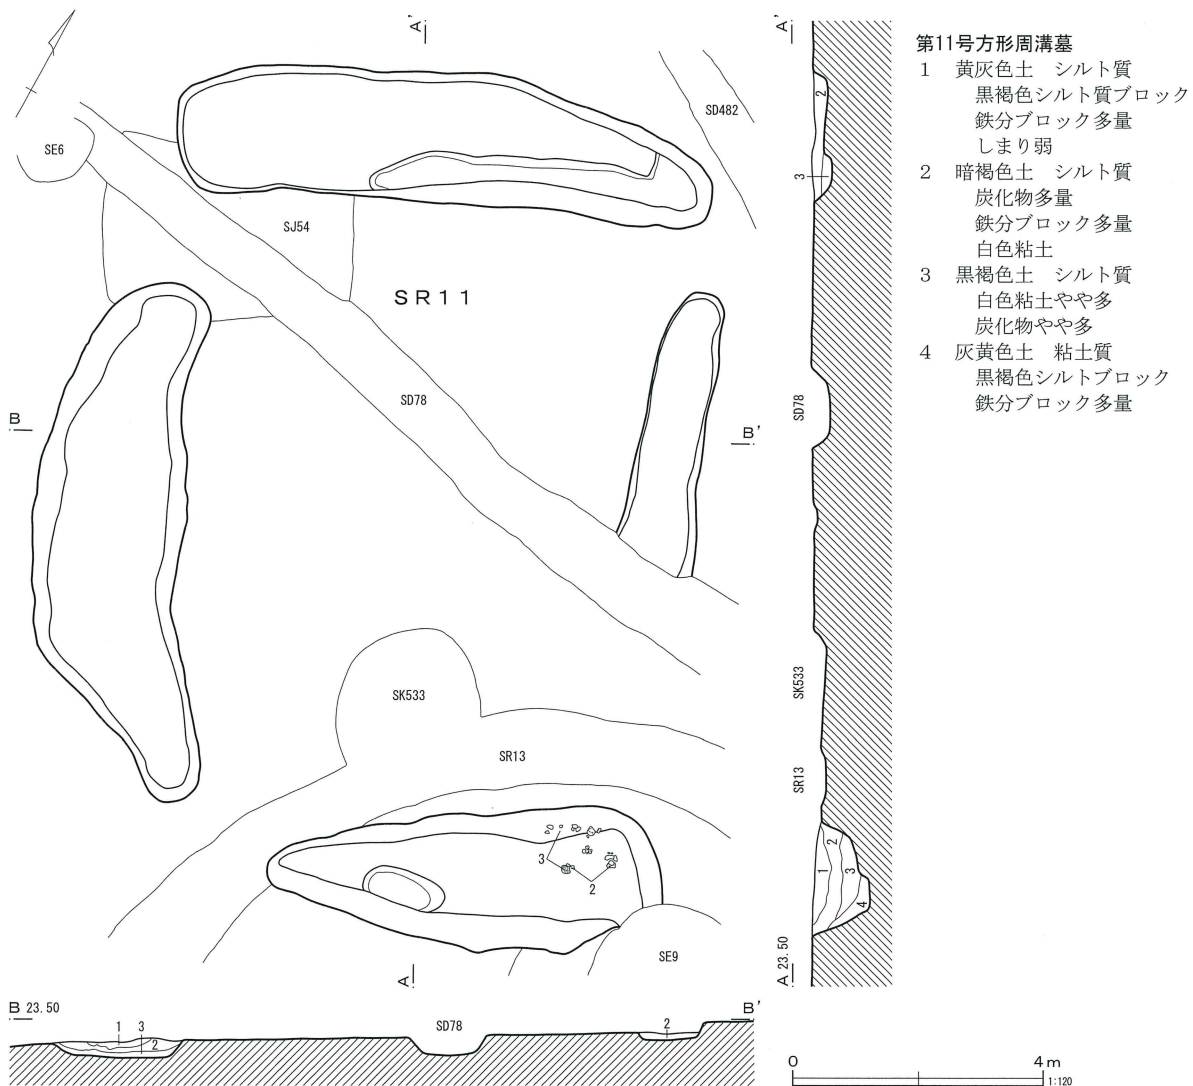 A'
A'
第11号方形周溝墓
1 黄灰色土 シルト質
黒褐色シルト質ブロック
鉄分ブロック多量
しまり弱
2 暗褐色土 シルト質
炭化物多量
鉄分ブロック多量
白色粘土
3 黒褐色土 シルト質
白色粘土やや多
炭化物やや多
4 灰黄色土 粘土質
黒褐色シルトブロック
鉄分ブロック多量
SD482
SE6
2
3
SJ54
SR11
SD78
SD78
B
B'
SK533
SK533
SR13
SR13
3
2
1
2
3
4
SE9
A
A 23.50
B 23.50
B'
1
3
2
SD78
2
0
4m
1:120